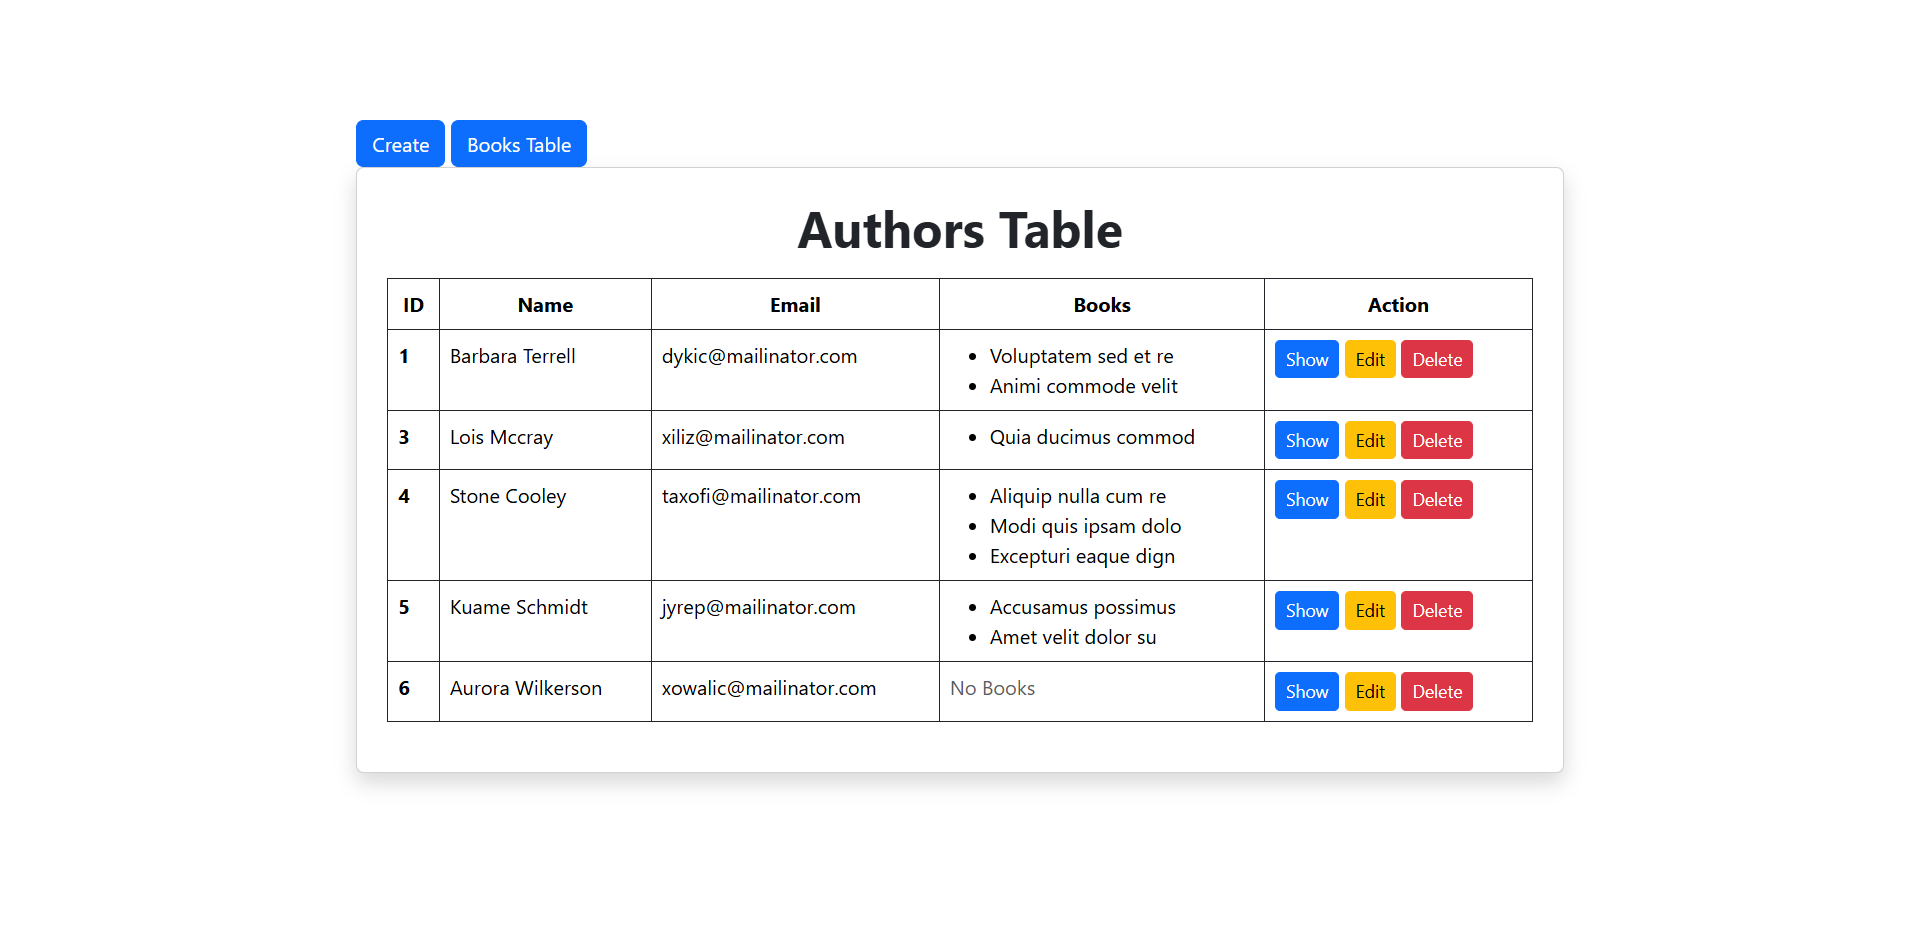 Create Books Table
Authors Table
ID Name Email Books Action
1 Barbara Terrell dykic@mailinator.com • Voluptatem sed et re Show Edit Delete
• Animi commode velit
3 Lois Mccray xiliz@mailinator.com • Quia ducimus commod Show Edit Delete
4 Stone Cooley taxofi@mailinator.com • Aliquip nulla cum re Show Edit Delete
• Modi quis ipsam dolo
• Excepturi eaque dign
5 Kuame Schmidt jyrep@mailinator.com • Accusamus possimus Show Edit Delete
• Amet velit dolor su
6 Aurora Wilkerson xowalic@mailinator.com No Books Show Edit Delete